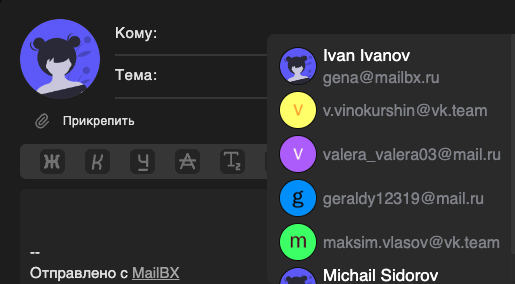 Кому:
Тема:
Прикрепить
Ж К Ч А T2
--
Отправлено с MailBX
Ivan Ivanov
gena@mailbx.ru
v
v.vinokurshin@vk.team
v
valera_valera03@mail.ru
g
geraldy12319@mail.ru
m
maksim.vlasov@vk.team
Michail Sidorov